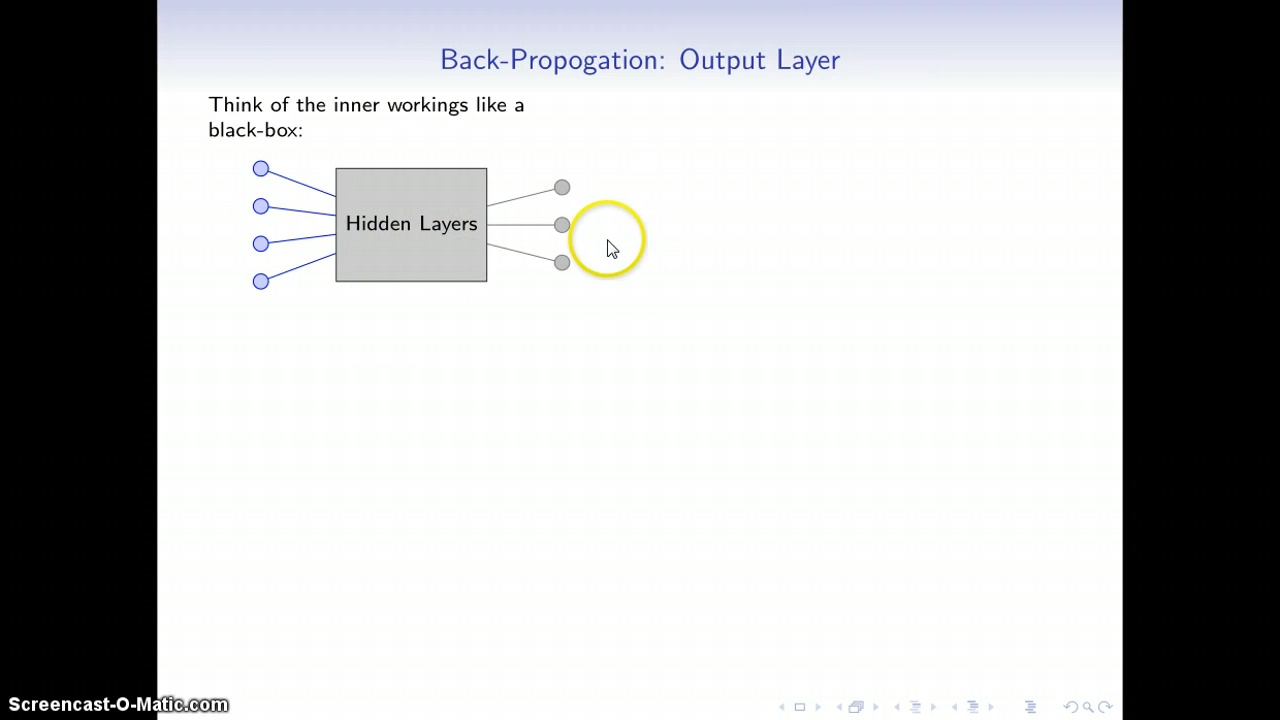 Back-Propogation: Output Layer
Think of the inner workings like a
black-box:
Hidden Layers
Screencast-O-Matic.com